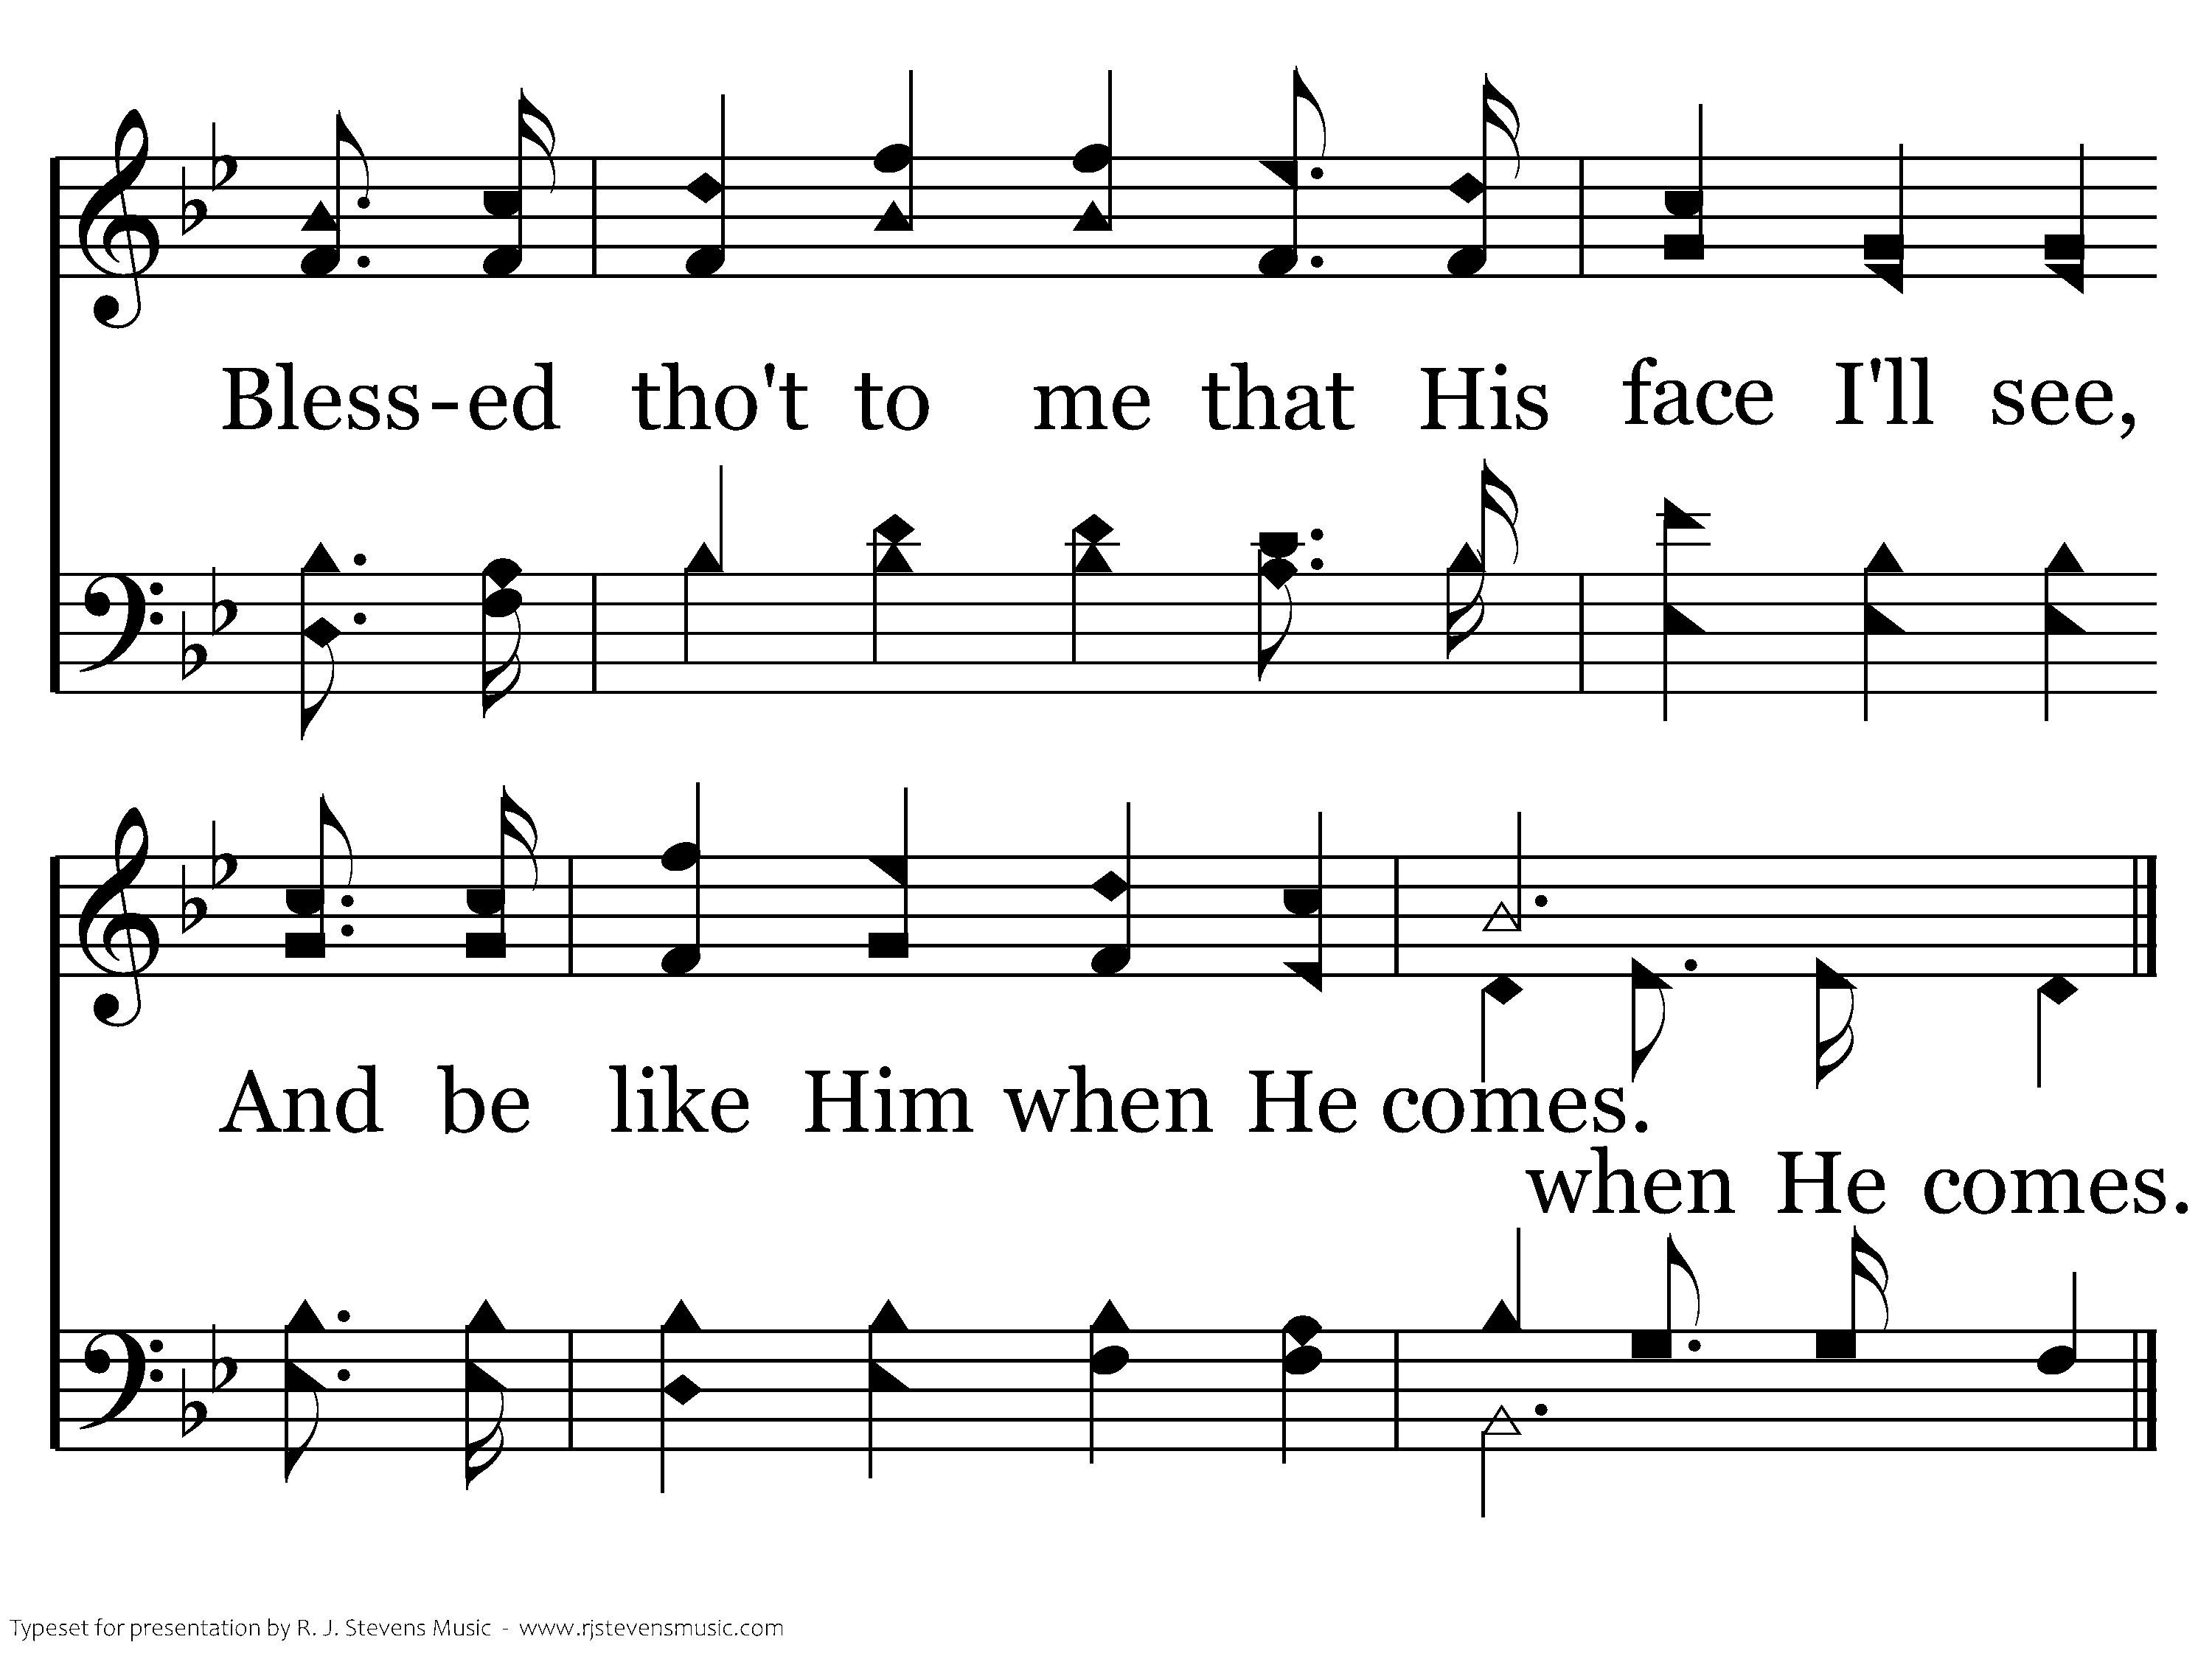 Bless-ed tho't to me that His face I'll see,
And be like Him when He comes.
when He comes.
Typeset for presentation by R. J. Stevens Music - www.rjstevensmusic.com